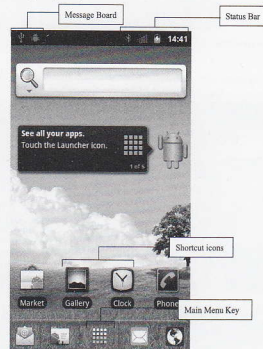 Message Board
Status Bar
14:41
See all your apps.
Touch the Launcher icon.
1 of 5
Shortcut icons
Market
Gallery
Clock
Phone
Main Menu Key